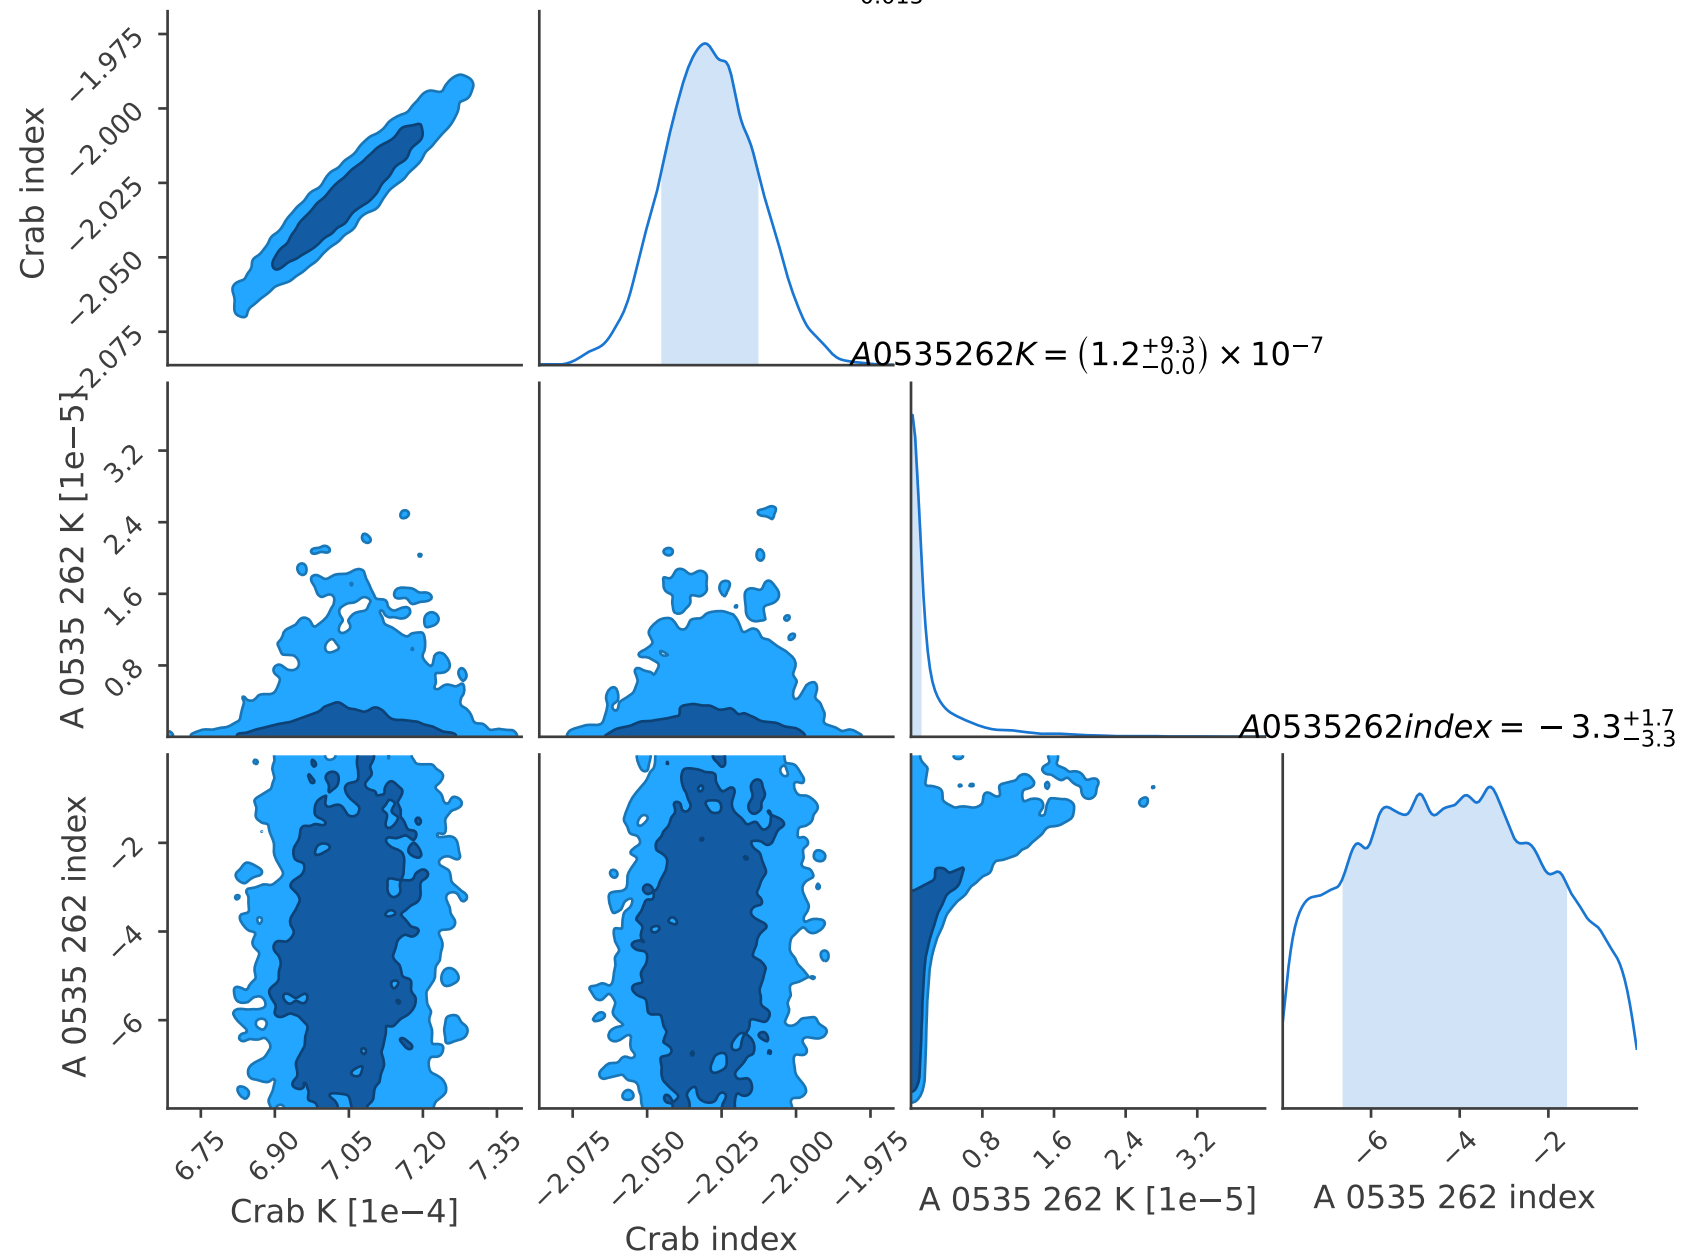 0.013
−1.975
−2.000
−2.025
−2.050
−2.075
Crab index
A0535262K = (1.2 +9.3 −0.0) × 10−7
3.2
2.4
1.6
0.8
A 0535 262 K [1e−5]
A0535262index = −3.3 +1.7 −3.3
−2
−4
−6
A 0535 262 index
6.75 6.90 7.05 7.20 7.35
Crab K [1e−4]
−2.075 −2.050 −2.025 −2.000 −1.975
Crab index
0.8 1.6 2.4 3.2
A 0535 262 K [1e−5]
−6 −4 −2
A 0535 262 index